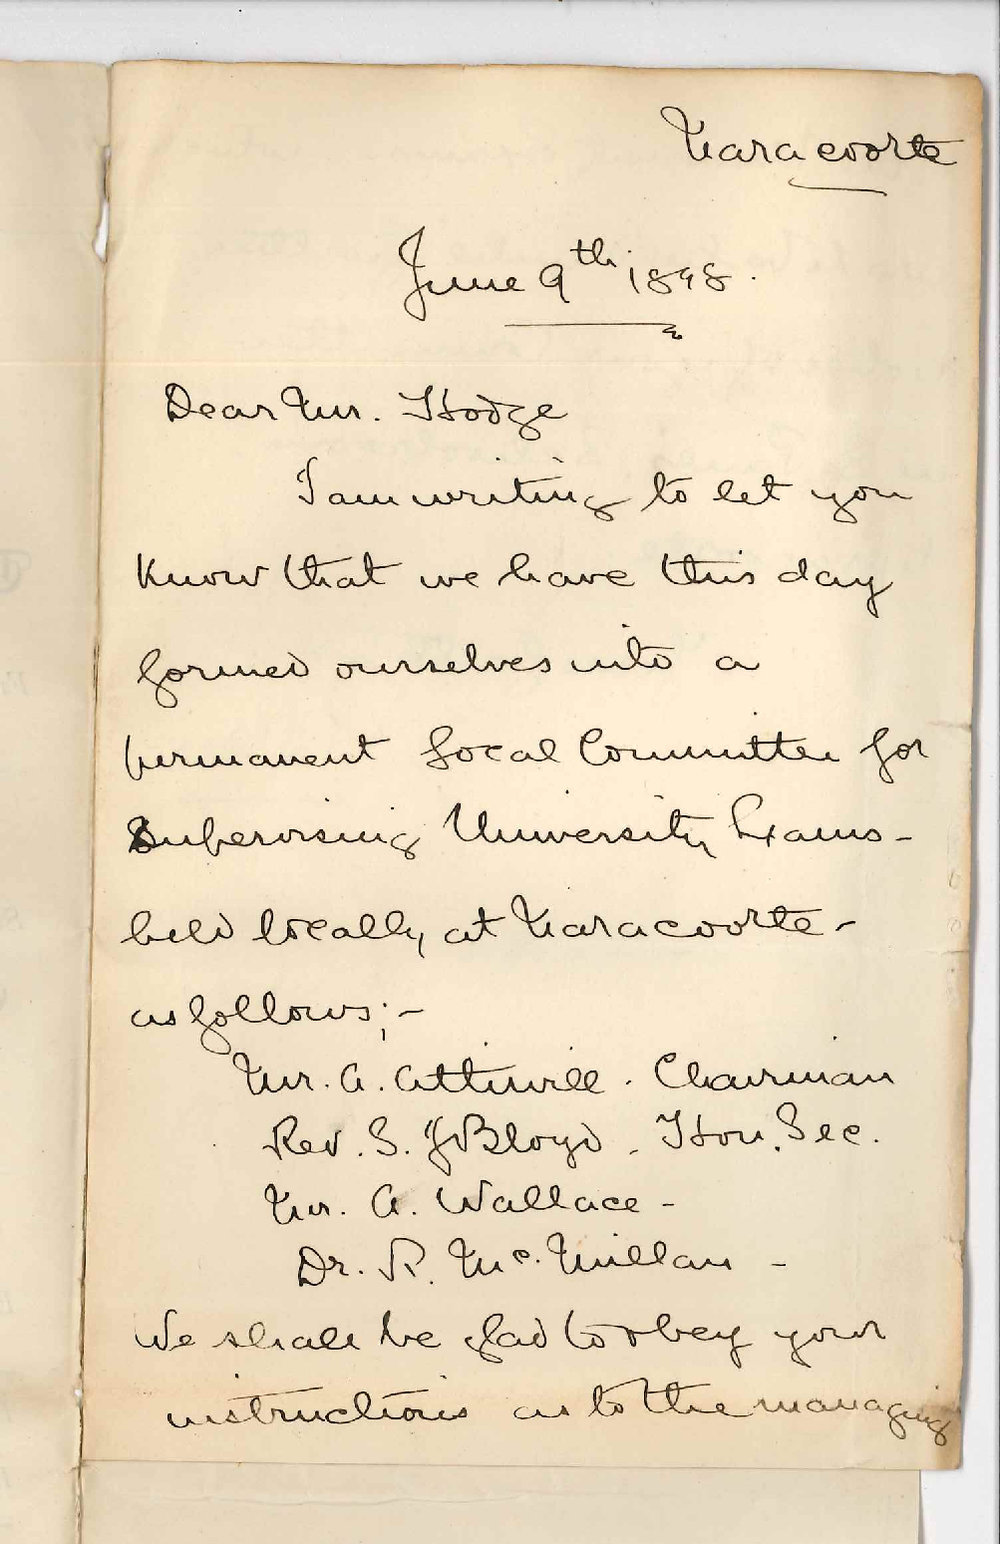 Naracoorte
June 9th 1898.
Dear Mr. Hodge
I am writing to let you
know that we have this day
formed ourselves into a
permanent Local Committee for
Supervising University Exams-
held locally, at Naracoorte-
as follows;-
Mr. A. Attiwill. Chairman
Rev. S. J Bloyd. Hon. Sec.
Mr. A. Wallace-
Dr. R. Mc. Millan -
We shall be glad to obey your
instructions as to the managing